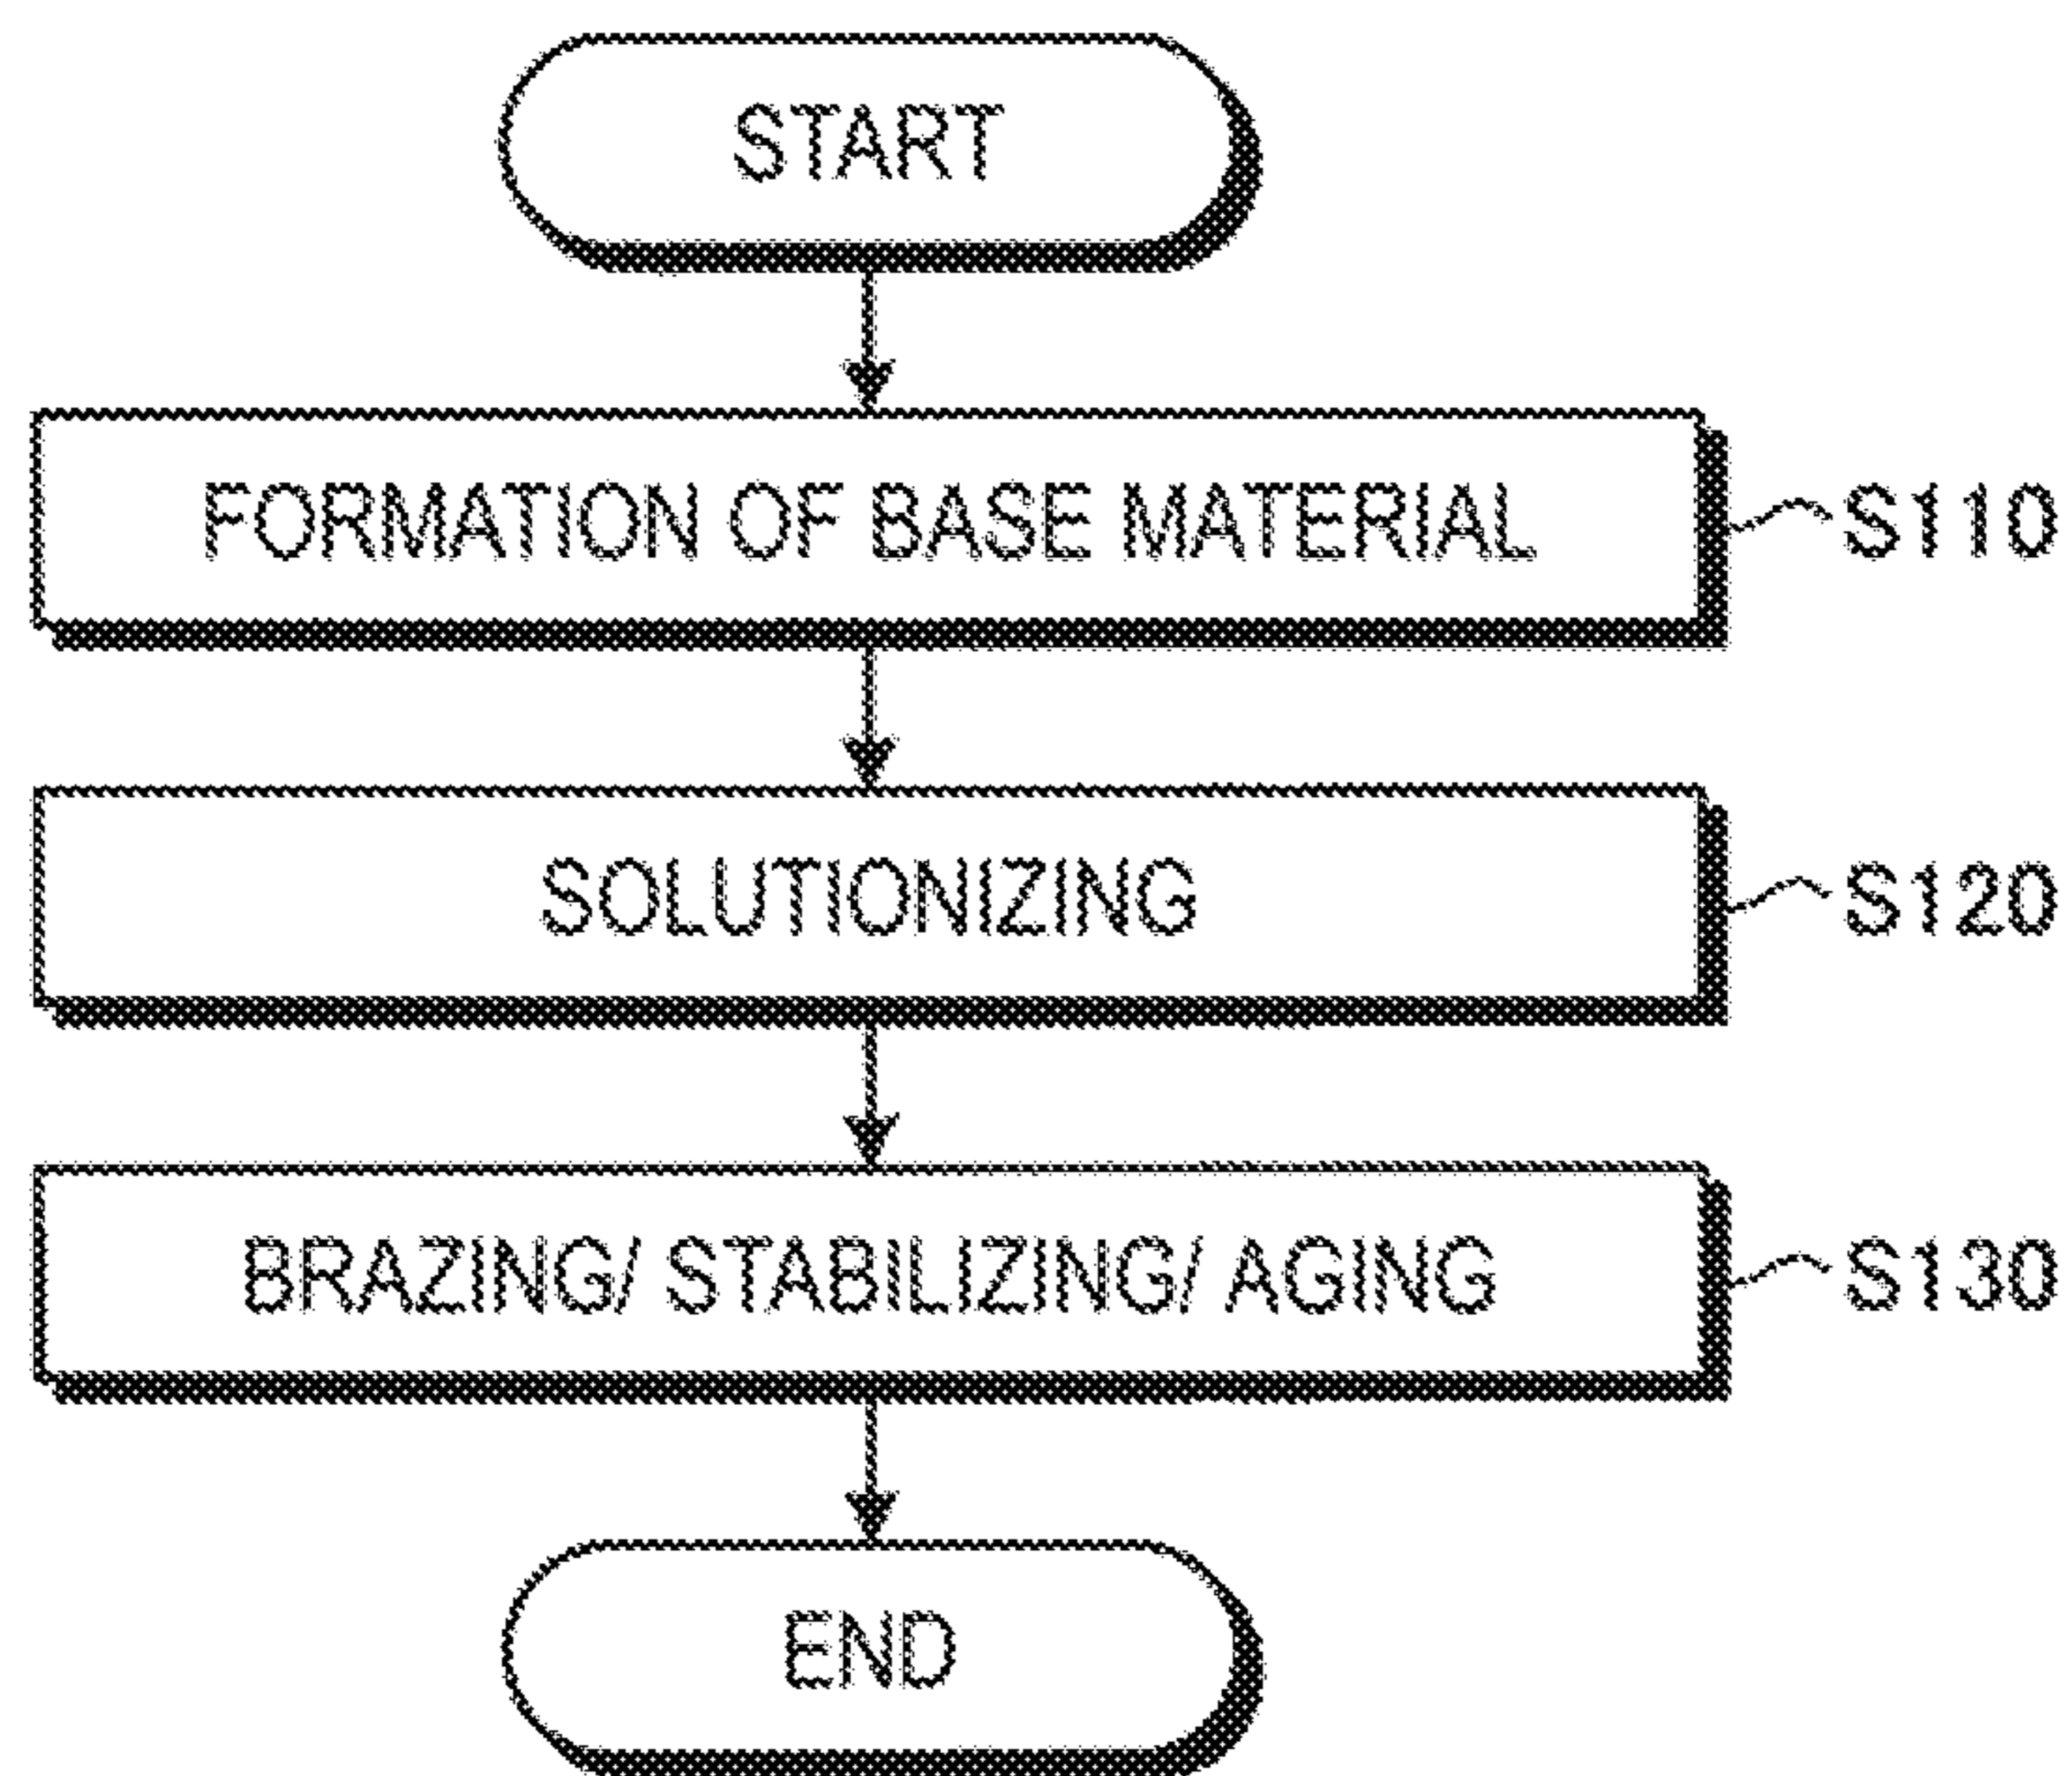 START
FORMATION OF BASE MATERIAL
S110
SOLUTIONIZING
S120
BRAZING/ STABILIZING/ AGING
S130
END